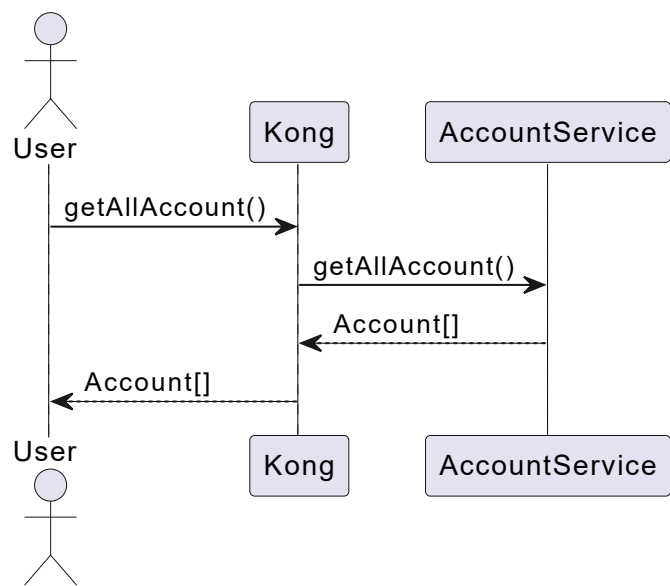 User
Kong
AccountService
getAllAccount()
getAllAccount()
Account[]
Account[]
User
Kong
AccountService